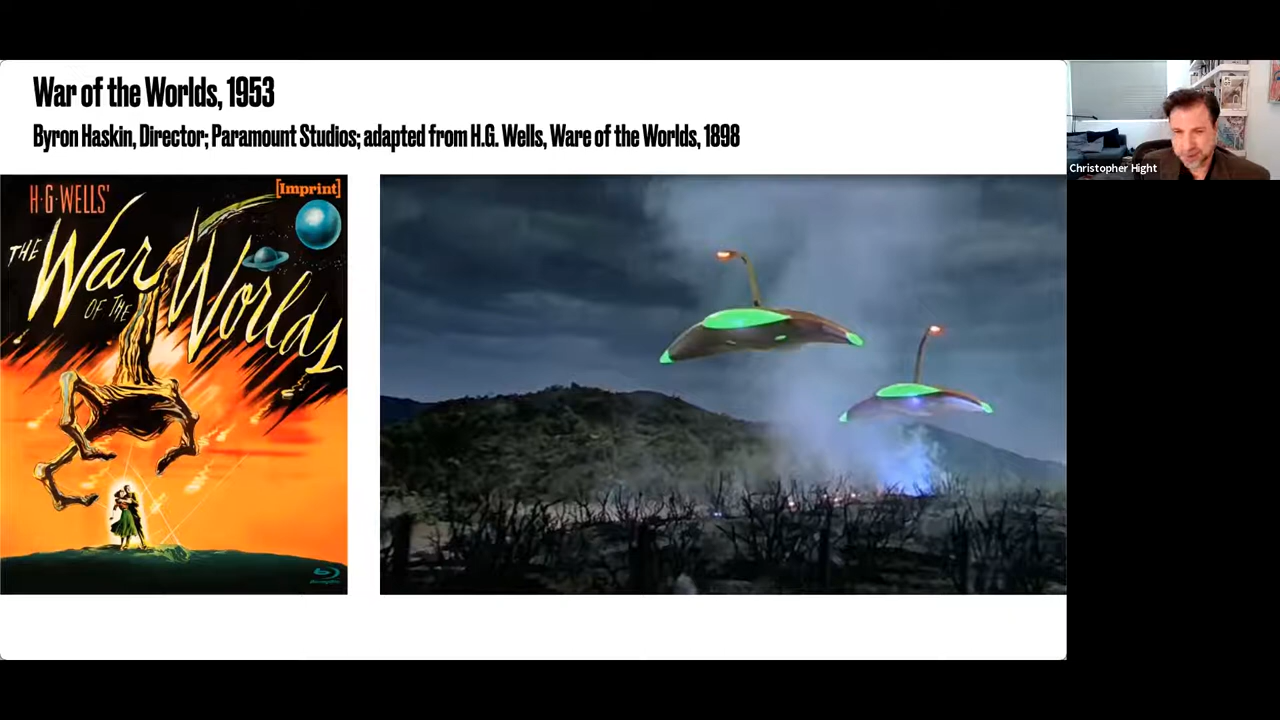 War of the Worlds, 1953
Byron Haskin, Director; Paramount Studios; adapted from H.G. Wells, Ware of the Worlds, 1898
Christopher Hight
[Imprint]
H·G·WELLS'
THE War OF THE Worlds